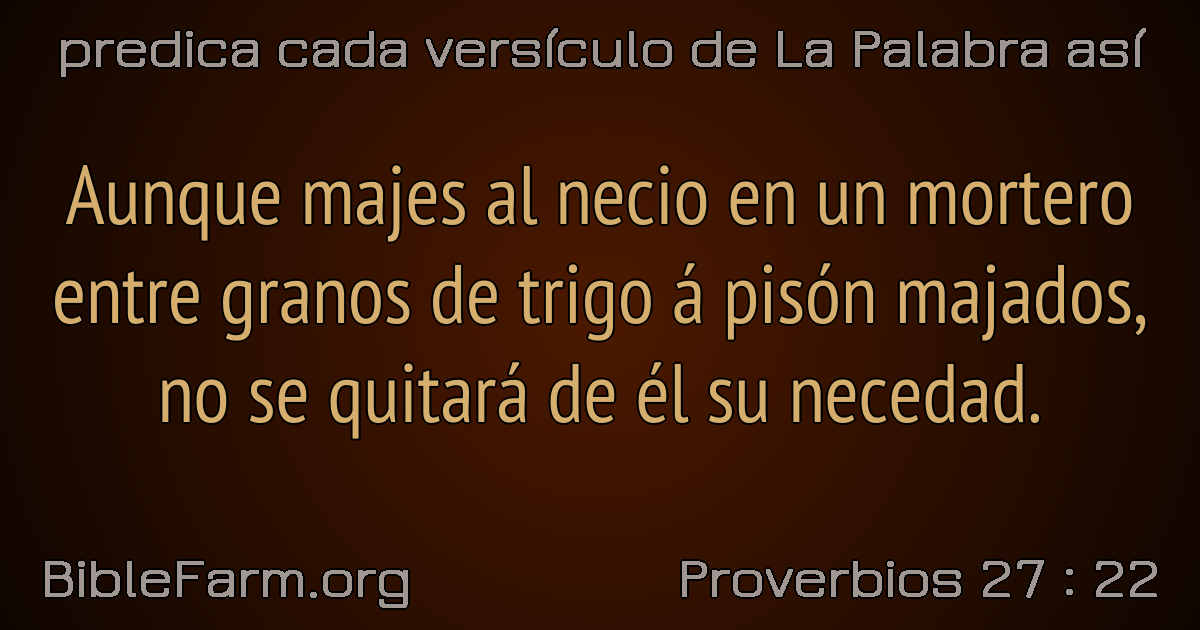 predica cada versículo de La Palabra así
Aunque majes al necio en un mortero
entre granos de trigo á pisón majados,
no se quitará de él su necedad.
BibleFarm.org
Proverbios 27 : 22